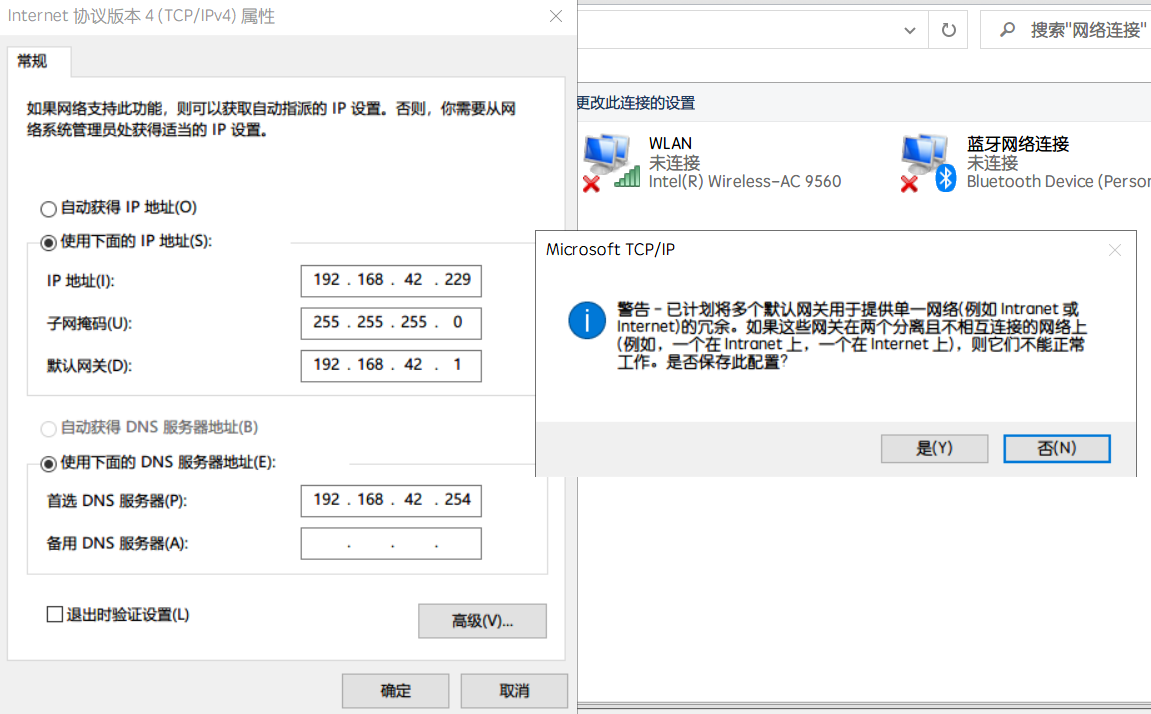 Internet 协议版本 4 (TCP/IPv4) 属性
常规
如果网络支持此功能，则可以获取自动指派的 IP 设置。否则，你需要从网
络系统管理员处获得适当的 IP 设置。
自动获得 IP 地址(O)
使用下面的 IP 地址(S):
IP 地址(I):
192 . 168 . 42 . 229
子网掩码(U):
255 . 255 . 255 . 0
默认网关(D):
192 . 168 . 42 . 1
自动获得 DNS 服务器地址(B)
使用下面的 DNS 服务器地址(E):
首选 DNS 服务器(P):
192 . 168 . 42 . 254
备用 DNS 服务器(A):
. . .
退出时验证设置(L)
高级(V)...
确定
取消
搜索"网络连接"
更改此连接的设置
WLAN
未连接
Intel(R) Wireless-AC 9560
蓝牙网络连接
未连接
Bluetooth Device (Person
Microsoft TCP/IP
警告 - 已计划将多个默认网关用于提供单一网络(例如 Intranet 或
Internet)的冗余。如果这些网关在两个分离且不相互连接的网络上
(例如，一个在 Intranet 上，一个在 Internet 上)，则它们不能正常
工作。是否保存此配置?
是(Y)
否(N)